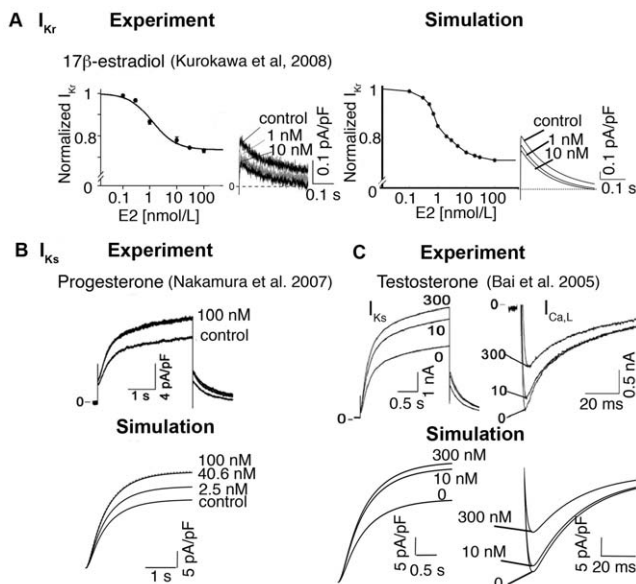 A I_Kr Experiment Simulation
17β-estradiol (Kurokawa et al, 2008)
Normalized I_Kr
1
0.8
0
0.1 1 10 100
E2 [nmol/L]
control
1 nM
10 nM
0
0.1 pA/pF
0.1 s
Normalized I_Kr
1
0.8
0
0.1 1 10 100
E2 [nmol/L]
control
1 nM
10 nM
0.1 pA/pF
0.1 s
B I_Ks Experiment
Progesterone (Nakamura et al. 2007)
100 nM
control
0
1 s
4 pA/pF
Simulation
100 nM
40.6 nM
2.5 nM
control
1 s
5 pA/pF
C Experiment
Testosterone (Bai et al. 2005)
I_Ks
300
10
0
0
0.5 s
1 nA
0
I_Ca,L
300
10
0
20 ms
0.5 nA
Simulation
300 nM
10 nM
0
5 pA/pF
0.5 s
300 nM
10 nM
0
5 pA/pF
20 ms